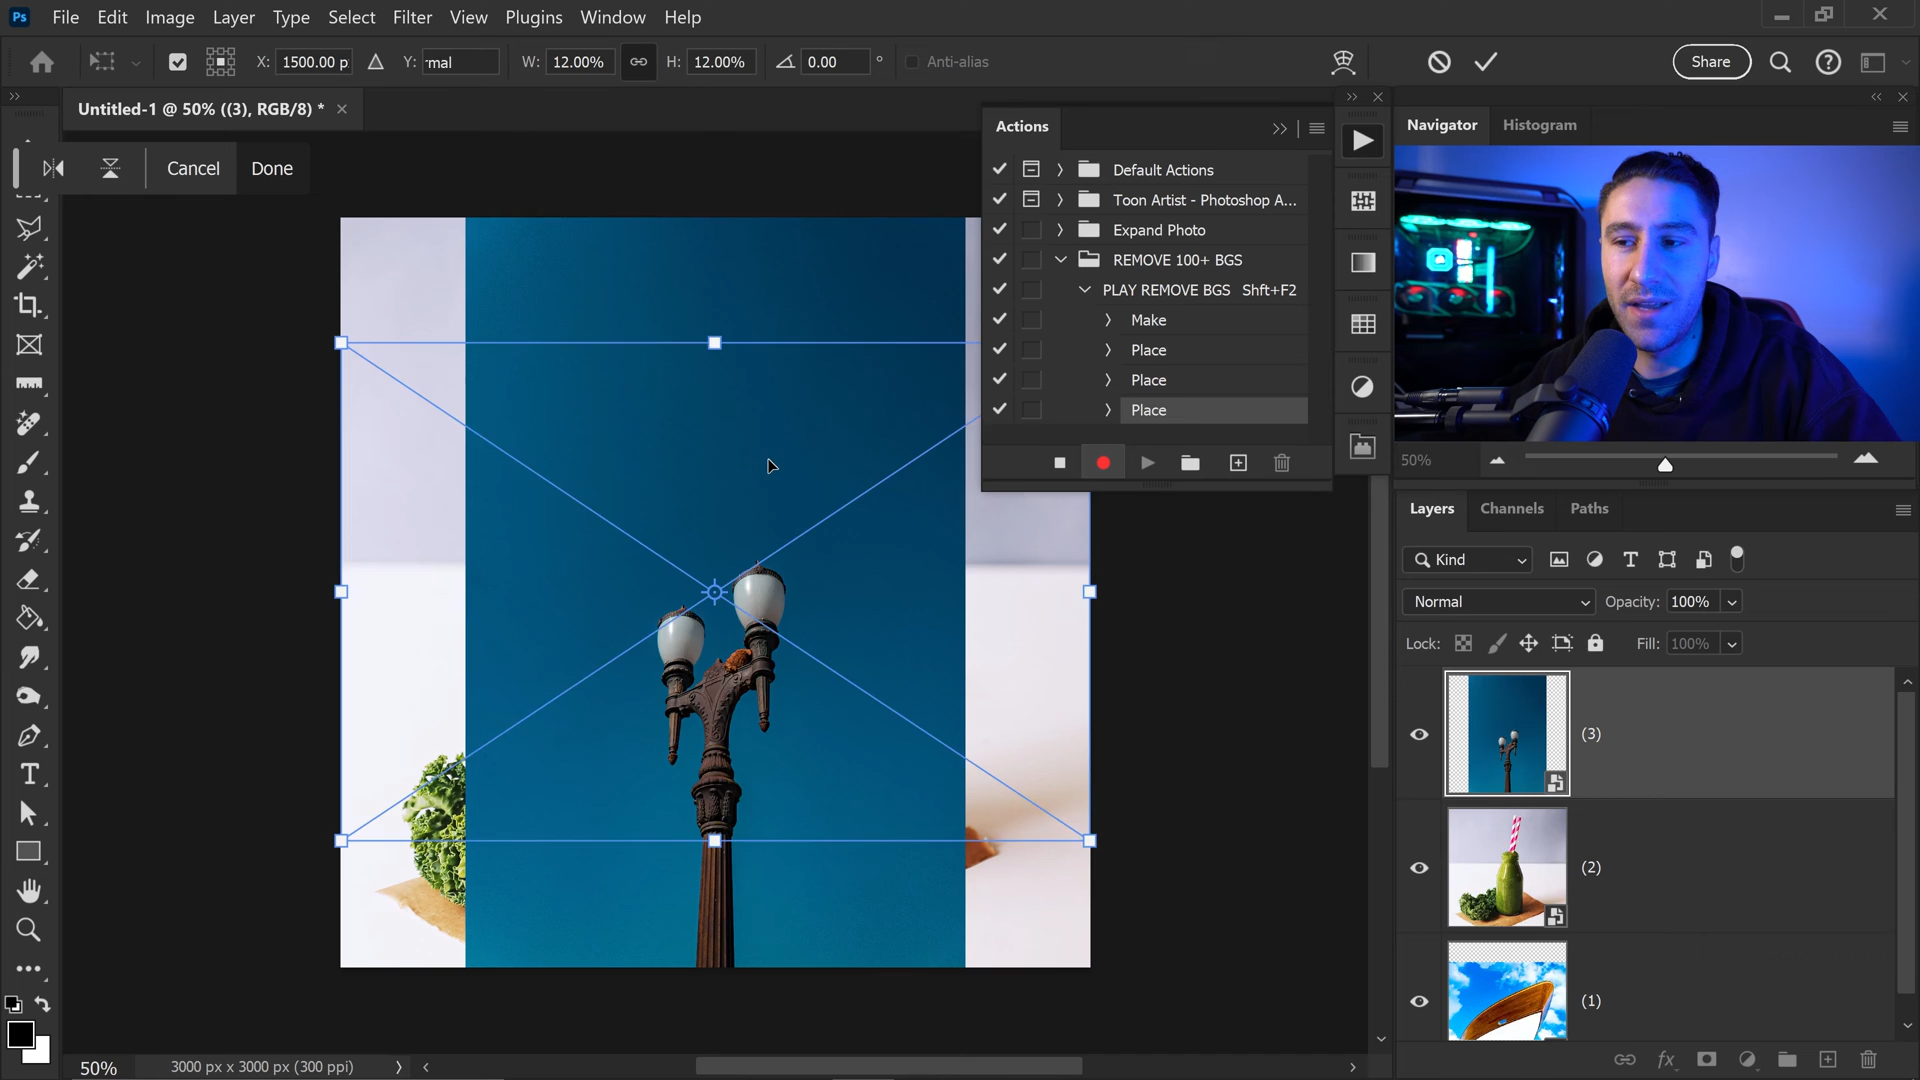 Ps File Edit Image Layer Type Select Filter View Plugins Window Help
X: 1500.00 p Y: rmal W: 12.00% H: 12.00% 0.00 ° Anti-alias Share
Untitled-1 @ 50% ((3), RGB/8) *
Cancel Done
Actions
Default Actions
Toon Artist - Photoshop A...
Expand Photo
REMOVE 100+ BGS
PLAY REMOVE BGS Shft+F2
Make
Place
Place
Place
Navigator Histogram
50%
Layers Channels Paths
Kind
Normal Opacity: 100%
Lock: Fill: 100%
(3)
(2)
(1)
fx
50% 3000 px x 3000 px (300 ppi)